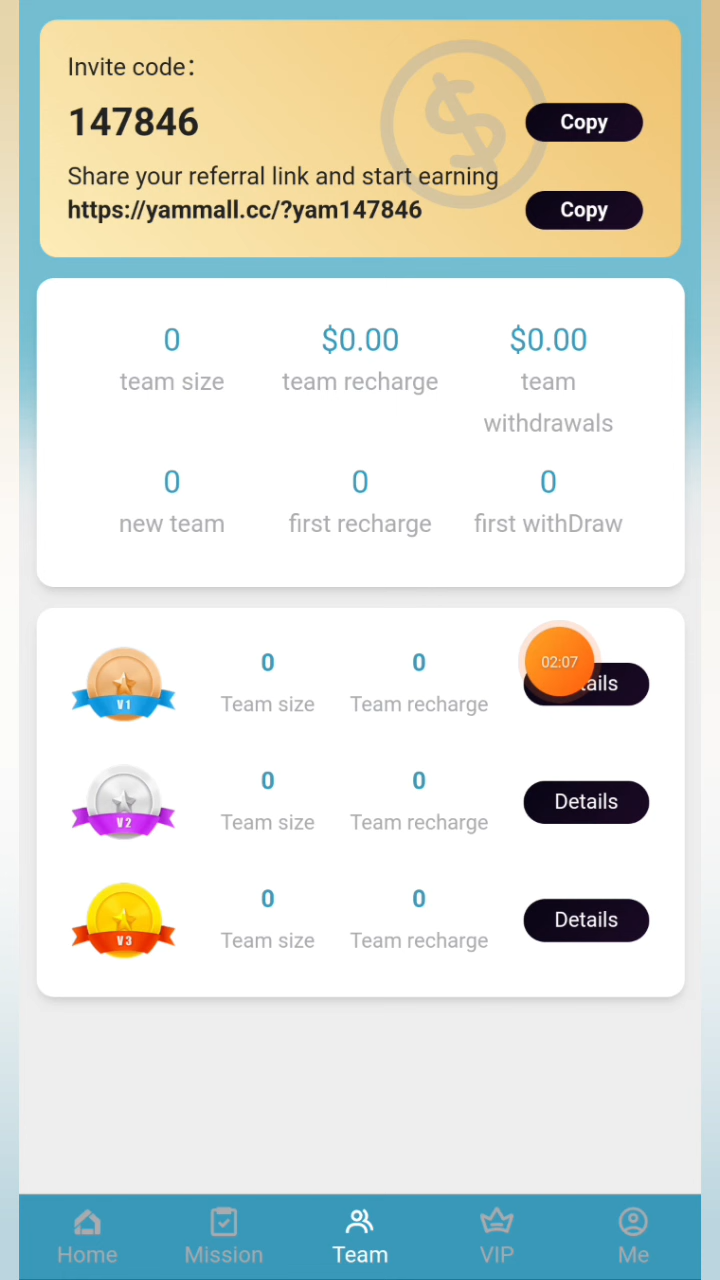 Invite code：
147846
Copy
Share your referral link and start earning
https://yammall.cc/?yam147846
Copy
0
$0.00
$0.00
team size
team recharge
team
withdrawals
0
0
0
new team
first recharge
first withDraw
V1
0
0
02:07
ails
Team size
Team recharge
V2
0
0
Details
Team size
Team recharge
V3
0
0
Details
Team size
Team recharge
Home
Mission
Team
VIP
Me